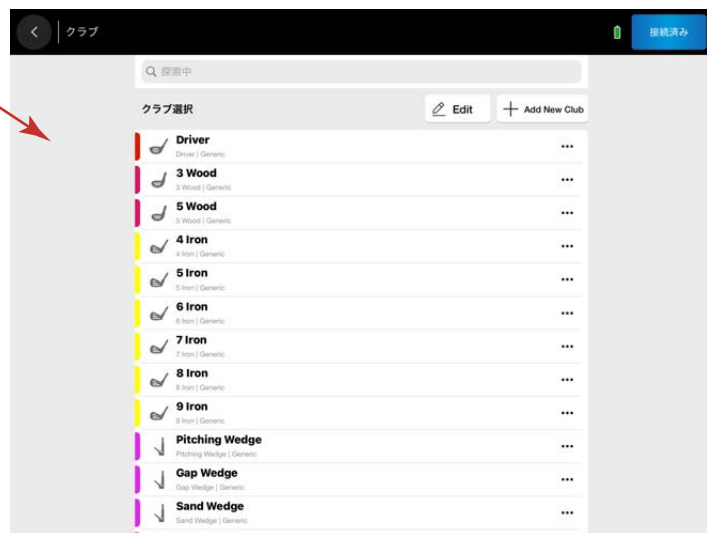 クラブ
接続済み
探索中
クラブ選択
Edit
Add New Club
Driver
Driver | Generic
3 Wood
3 Wood | Generic
5 Wood
5 Wood | Generic
4 Iron
4 Iron | Generic
5 Iron
5 Iron | Generic
6 Iron
6 Iron | Generic
7 Iron
7 Iron | Generic
8 Iron
8 Iron | Generic
9 Iron
9 Iron | Generic
Pitching Wedge
Pitching Wedge | Generic
Gap Wedge
Gap Wedge | Generic
Sand Wedge
Sand Wedge | Generic